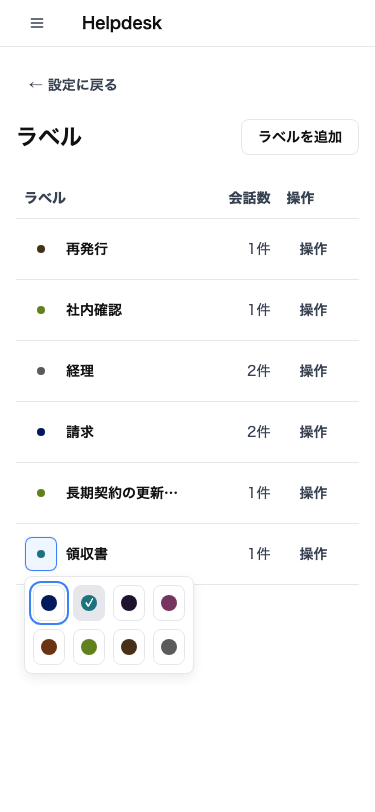 Helpdesk
← 設定に戻る
ラベル
ラベルを追加
ラベル 会話数 操作
再発行 1件 操作
社内確認 1件 操作
経理 2件 操作
請求 2件 操作
長期契約の更新… 1件 操作
領収書 1件 操作